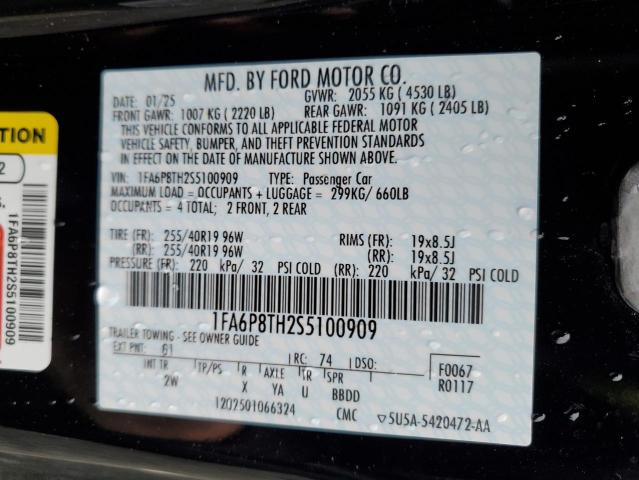 MFD. BY FORD MOTOR CO.
DATE: 01/25 GVWR: 2055 KG ( 4530 LB)
FRONT GAWR: 1007 KG ( 2220 LB) REAR GAWR: 1091 KG ( 2405 LB)
THIS VEHICLE CONFORMS TO ALL APPLICABLE FEDERAL MOTOR
VEHICLE SAFETY, BUMPER, AND THEFT PREVENTION STANDARDS
IN EFFECT ON THE DATE OF MANUFACTURE SHOWN ABOVE.
VIN: 1FA6P8TH2S5100909 TYPE: Passenger Car
MAXIMUM LOAD = OCCUPANTS + LUGGAGE = 299KG/ 660LB
OCCUPANTS = 4 TOTAL; 2 FRONT, 2 REAR
TIRE (FR): 255/40R19 96W RIMS (FR): 19x8.5J
(RR): 255/40R19 96W (RR): 19x8.5J
PRESSURE (FR): 220 kPa/ 32 PSI COLD (RR): 220 kPa/ 32 PSI COLD
1FA6P8TH2S5100909
TRAILER TOWING - SEE OWNER GUIDE
EXT PNT: G1 RC: 74 DSO: F0067
INT TR TP/PS R AXLE TR SPR R0117
2W X YA U BBDD
1202501066324 CMC 5U5A-5420472-AA
TION
2
S.
1FA6P8TH2S5100909